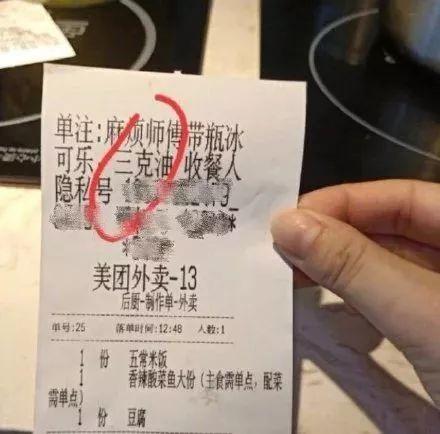 单注:麻烦师傅带瓶冰
可乐 三克油 收餐人
隐私号
美团外卖-13
后厨-制作单-外卖
单号:25 落单时间:12:48 人数:1
1 份 五常米饭
1 香辣酸菜鱼大份（主食需单点，配菜
需单点）
1 份 豆腐